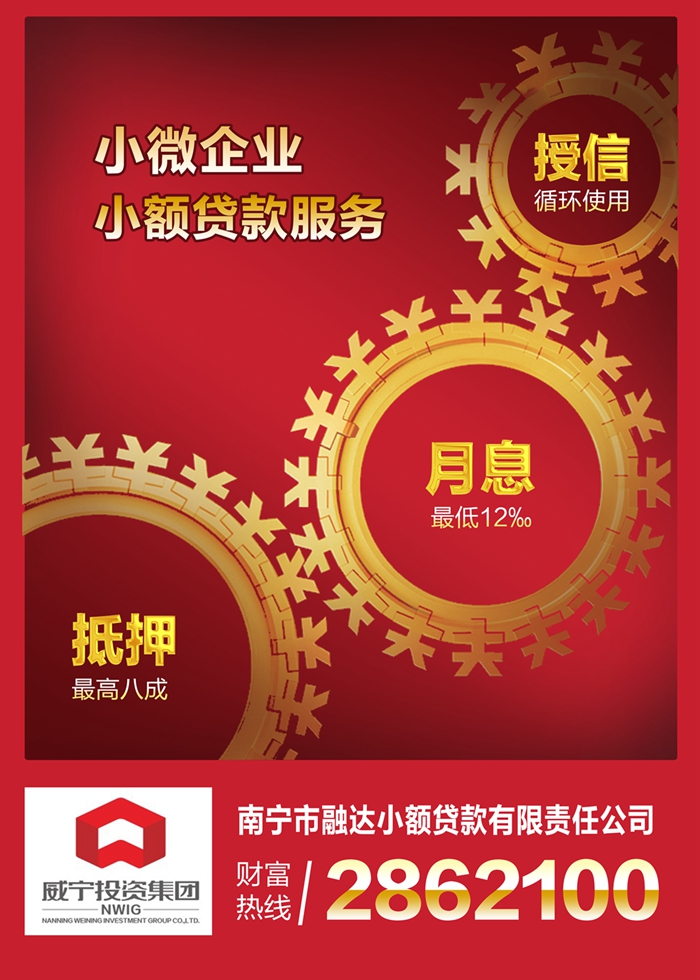 小微企业
小额贷款服务
授信
循环使用
月息
最低12‰
抵押
最高八成
威宁投资集团
NWIG
NANNING WEINING INVESTMENT GROUP CO.,LTD.
南宁市融达小额贷款有限责任公司
财富
热线
2862100